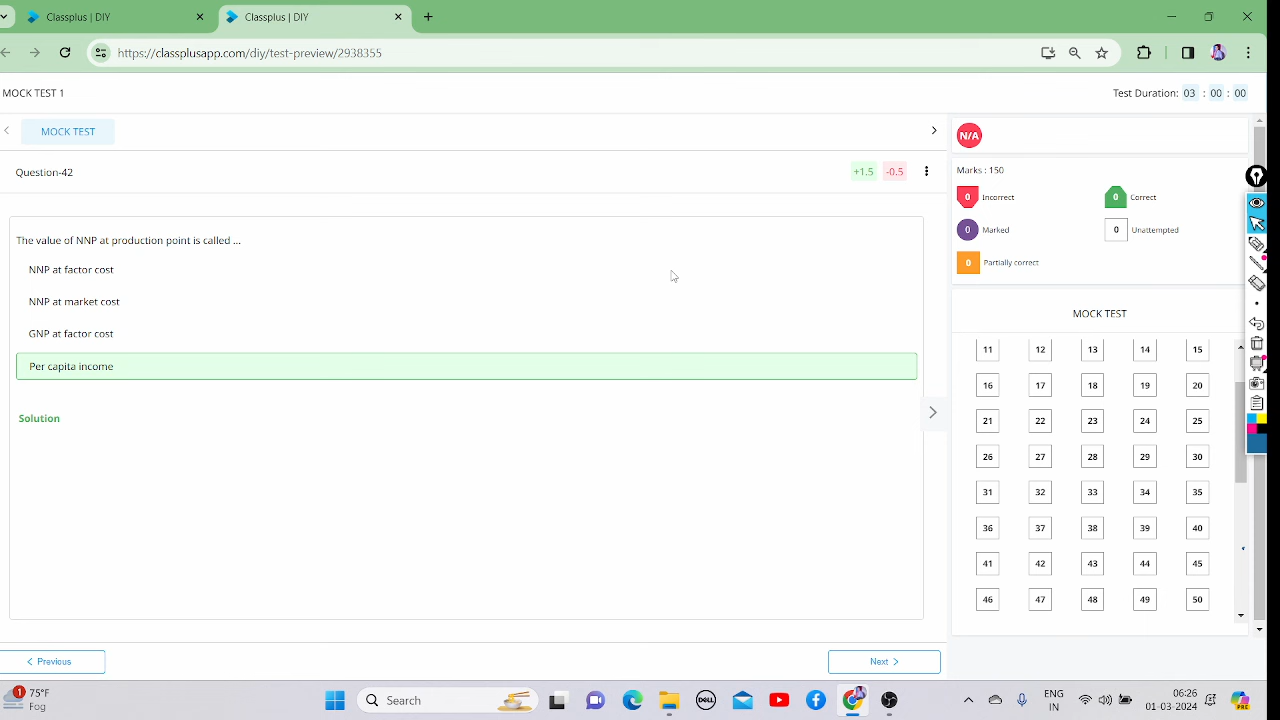 Classplus | DIY
Classplus | DIY
https://classplusapp.com/diy/test-preview/2938355
MOCK TEST 1
Test Duration: 03 : 00 : 00
MOCK TEST
Question-42
+1.5 -0.5
The value of NNP at production point is called ...
NNP at factor cost
NNP at market cost
GNP at factor cost
Per capita income
Solution
Previous
Next
N/A
Marks : 150
0 Incorrect
0 Correct
0 Marked
0 Unattempted
0 Partially correct
MOCK TEST
11 12 13 14 15
16 17 18 19 20
21 22 23 24 25
26 27 28 29 30
31 32 33 34 35
36 37 38 39 40
41 42 43 44 45
46 47 48 49 50
1
75°F
Fog
Search
DELL
ENG
IN
06:26
01-03-2024
PRE